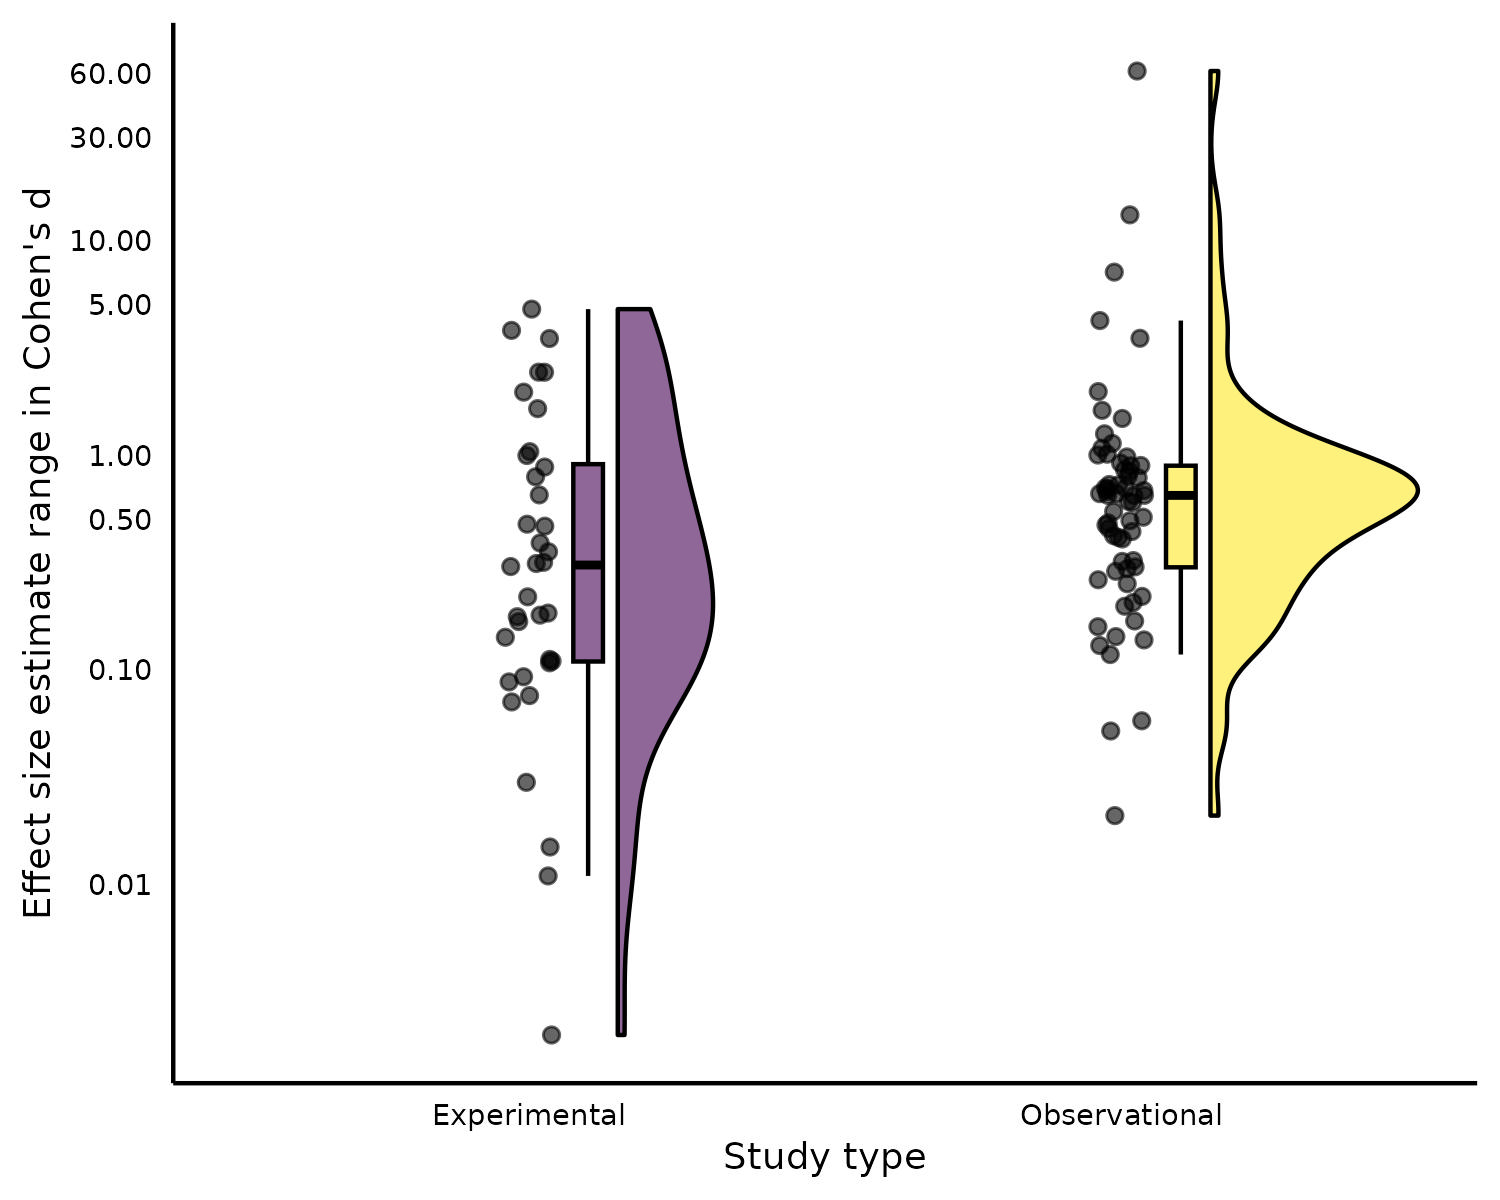 Effect size estimate range in Cohen's d
60.00
30.00
10.00
5.00
1.00
0.50
0.10
0.01
Experimental
Observational
Study type